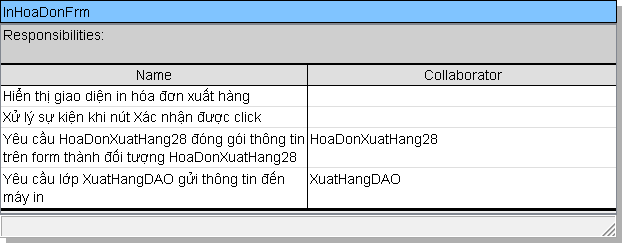 InHoaDonFrm
Responsibilities:
Name Collaborator
Hiển thị giao diện in hóa đơn xuất hàng
Xử lý sự kiện khi nút Xác nhận được click
Yêu cầu HoaDonXuatHang28 đóng gói thông tin HoaDonXuatHang28
trên form thành đối tượng HoaDonXuatHang28
Yêu cầu lớp XuatHangDAO gửi thông tin đến XuatHangDAO
máy in